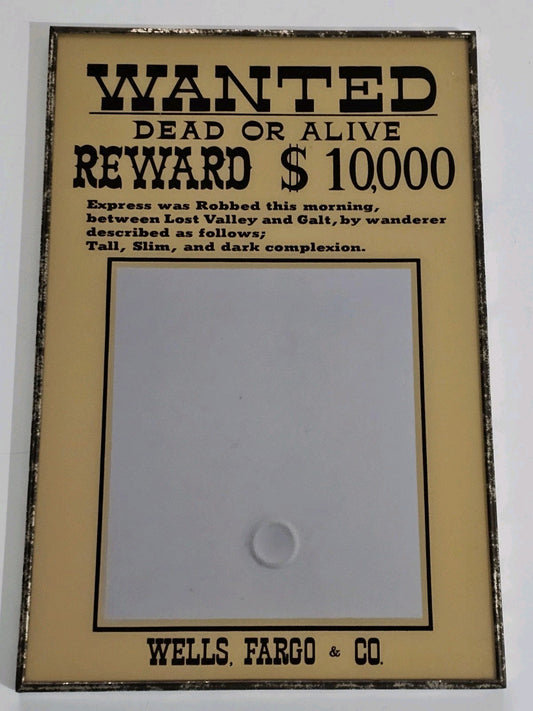 WANTED
DEAD OR ALIVE
REWARD $ 10,000
Express was Robbed this morning,
between Lost Valley and Galt, by wanderer
described as follows;
Tall, Slim, and dark complexion.
WELLS, FARGO & CO.